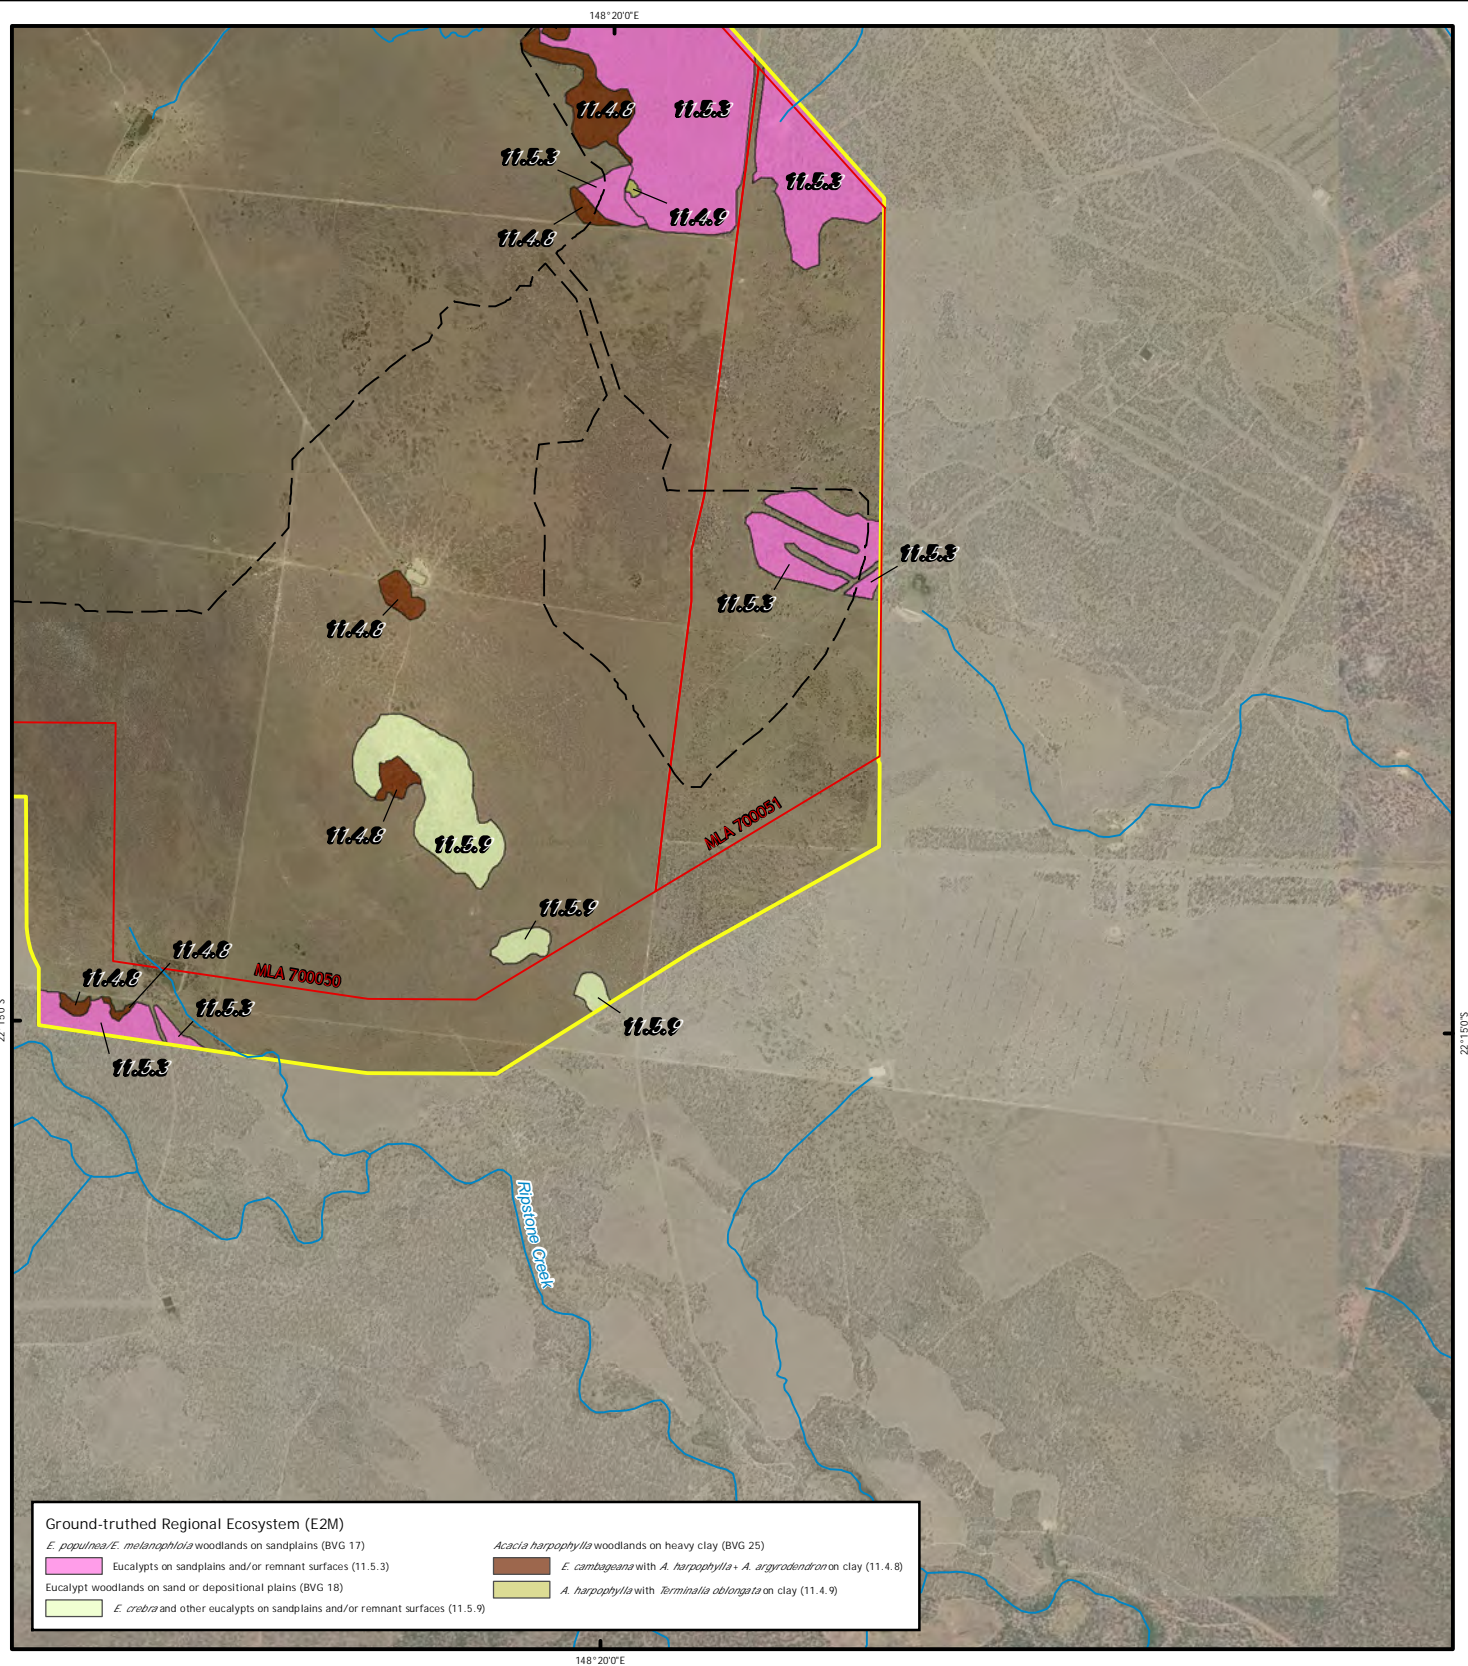 148°20'0"E
11.4.8
11.5.3
11.5.3
11.5.3
11.4.9
11.4.8
11.5.3
11.5.3
11.4.8
MLA 700051
11.4.8
11.5.9
11.5.9
11.4.8
11.4.8
MLA 700050
11.5.3
11.5.9
11.5.3
22°15'0"S
22°15'0"S
Ripstone Creek
Ground-truthed Regional Ecosystem (E2M)
E. populnea/E. melanophloia woodlands on sandplains (BVG 17)
Eucalypts on sandplains and/or remnant surfaces (11.5.3)
Eucalypt woodlands on sand or depositional plains (BVG 18)
E. crebra and other eucalypts on sandplains and/or remnant surfaces (11.5.9)
Acacia harpophylla woodlands on heavy clay (BVG 25)
E. cambageana with A. harpophylla + A. argyrodendron on clay (11.4.8)
A. harpophylla with Terminalia oblongata on clay (11.4.9)
148°20'0"E